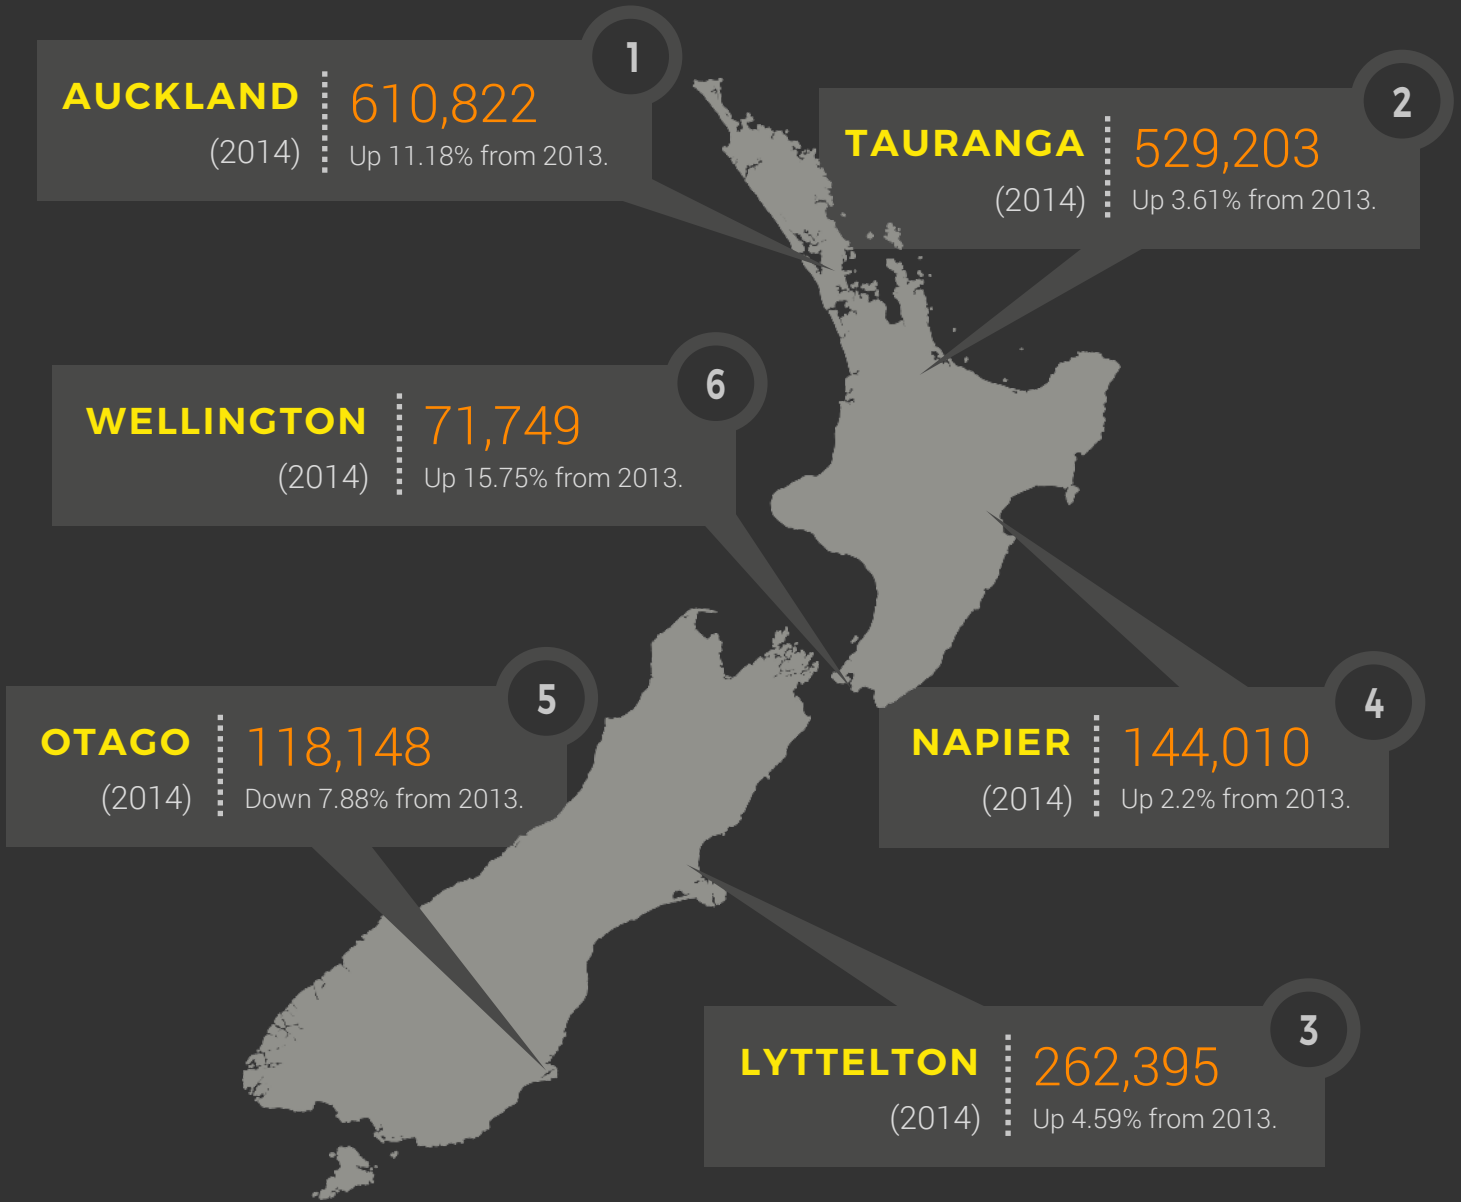 1
AUCKLAND
(2014)
610,822
Up 11.18% from 2013.
2
TAURANGA
(2014)
529,203
Up 3.61% from 2013.
6
WELLINGTON
(2014)
71,749
Up 15.75% from 2013.
5
OTAGO
(2014)
118,148
Down 7.88% from 2013.
4
NAPIER
(2014)
144,010
Up 2.2% from 2013.
3
LYTTELTON
(2014)
262,395
Up 4.59% from 2013.